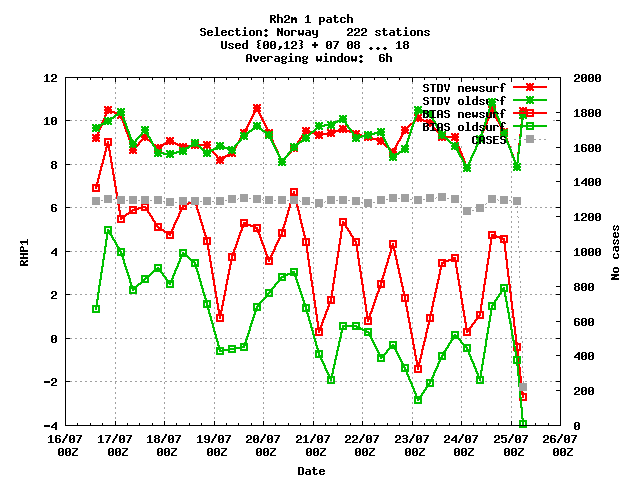 Rh2m 1 patch
Selection: Norway    222 stations
Used {00,12} + 07 08 ... 18
Averaging window:  6h
STDV newsurf
STDV oldsurf
BIAS newsurf
BIAS oldsurf
CASES
12
10
8
6
4
2
0
-2
-4
RHP1
2000
1800
1600
1400
1200
1000
800
600
400
200
0
No cases
16/07 17/07 18/07 19/07 20/07 21/07 22/07 23/07 24/07 25/07 26/07
00Z 00Z 00Z 00Z 00Z 00Z 00Z 00Z 00Z 00Z 00Z
Date